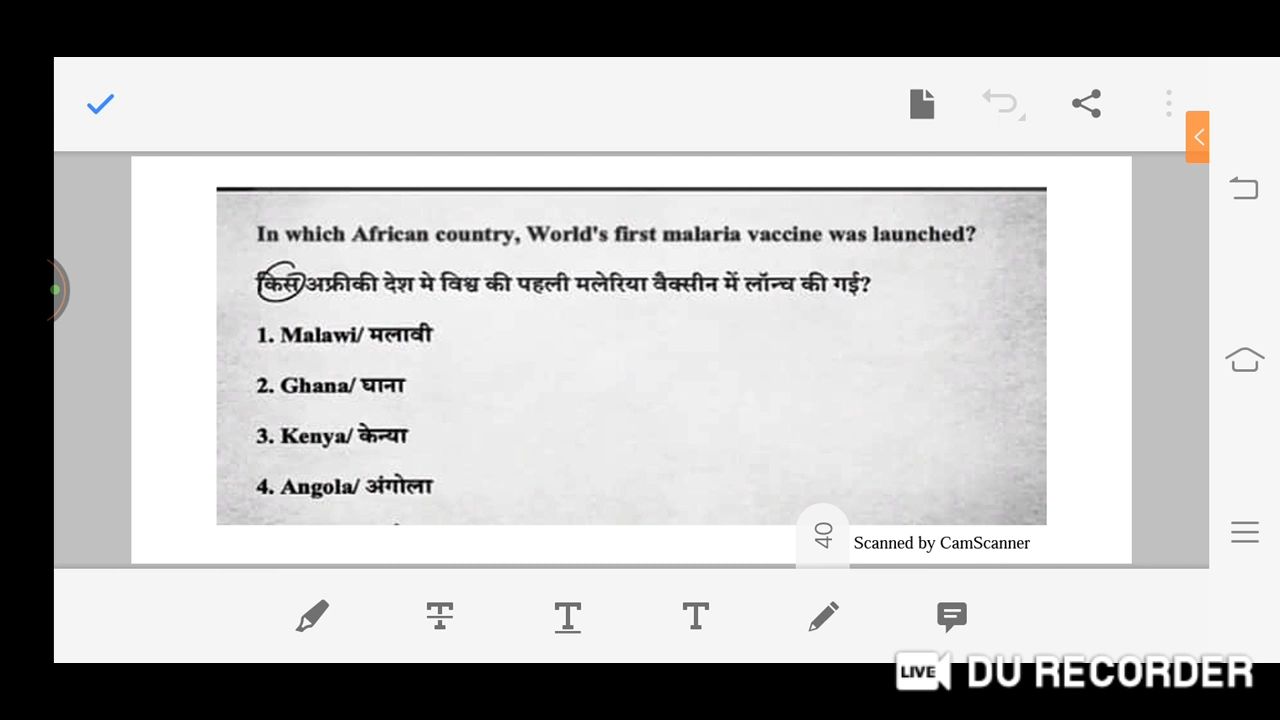 In which African country, World's first malaria vaccine was launched?
किस अफ्रीकी देश मे विश्व की पहली मलेरिया वैक्सीन में लॉन्च की गई?
1. Malawi/ मलावी
2. Ghana/ घाना
3. Kenya/ केन्या
4. Angola/ अंगोला
40
Scanned by CamScanner
LIVE DU RECORDER